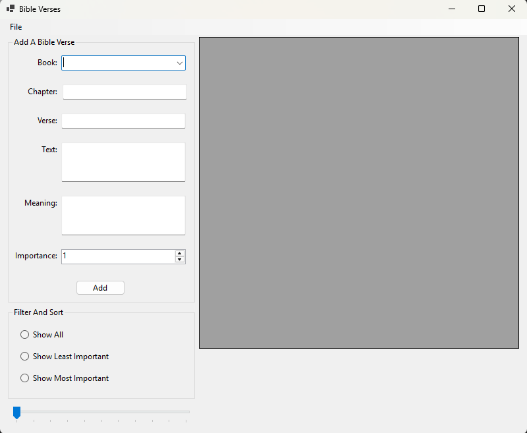 Bible Verses
File
Add A Bible Verse
Book:
Chapter:
Verse:
Text:
Meaning:
Importance: 1
Add
Filter And Sort
Show All
Show Least Important
Show Most Important